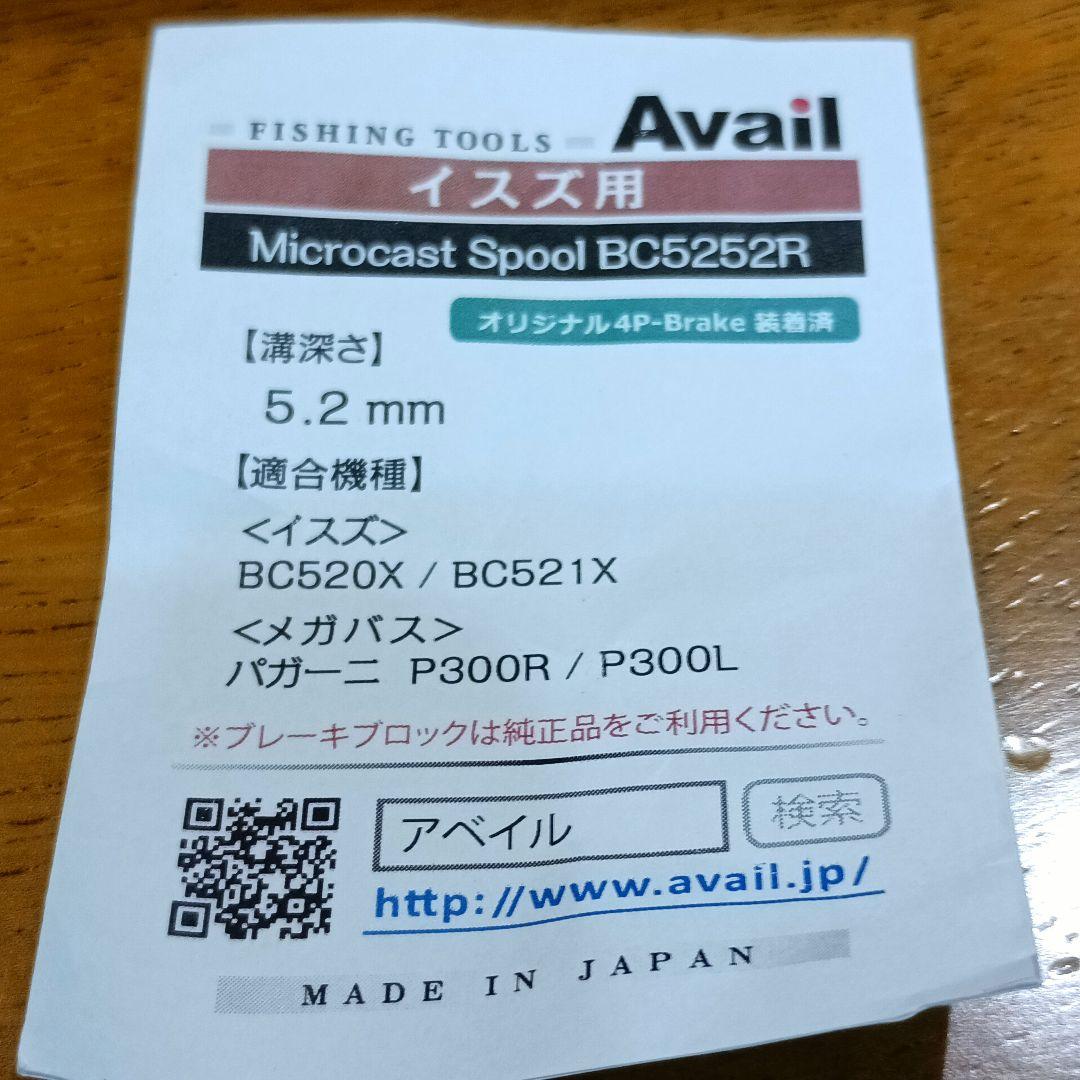 FISHING TOOLS Avail
イスズ用
Microcast Spool BC5252R
オリジナル4P-Brake 装着済
【溝深さ】
5.2 mm
【適合機種】
<イスズ>
BC520X / BC521X
<メガバス>
パガーニ P300R / P300L
※ブレーキブロックは純正品をご利用ください。
アベイル 検索
http://www.avail.jp/
MADE IN JAPAN